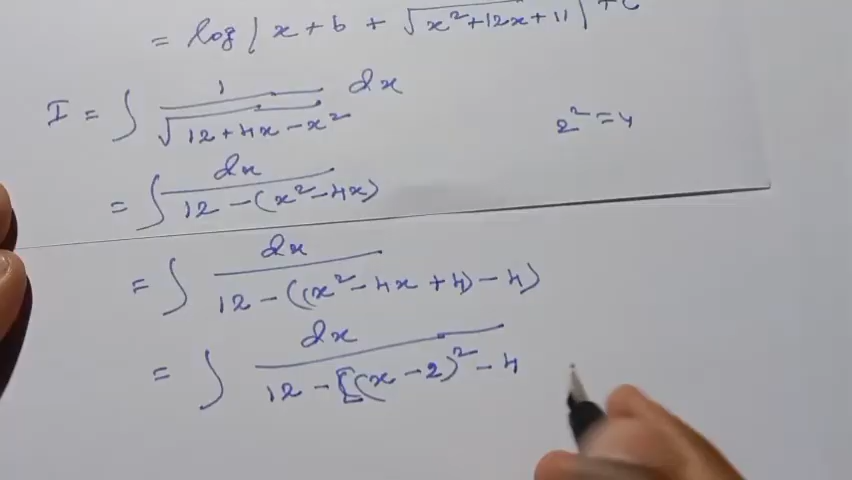 = log | x + 6 + √x²+12x+11 | + C
I = ∫ 1/√12+4x-x² dx
2² = 4
= ∫ dx/12-(x²-4x)
= ∫ dx/12-((x²-4x+4)-4)
= ∫ dx/12-[(x-2)²-4